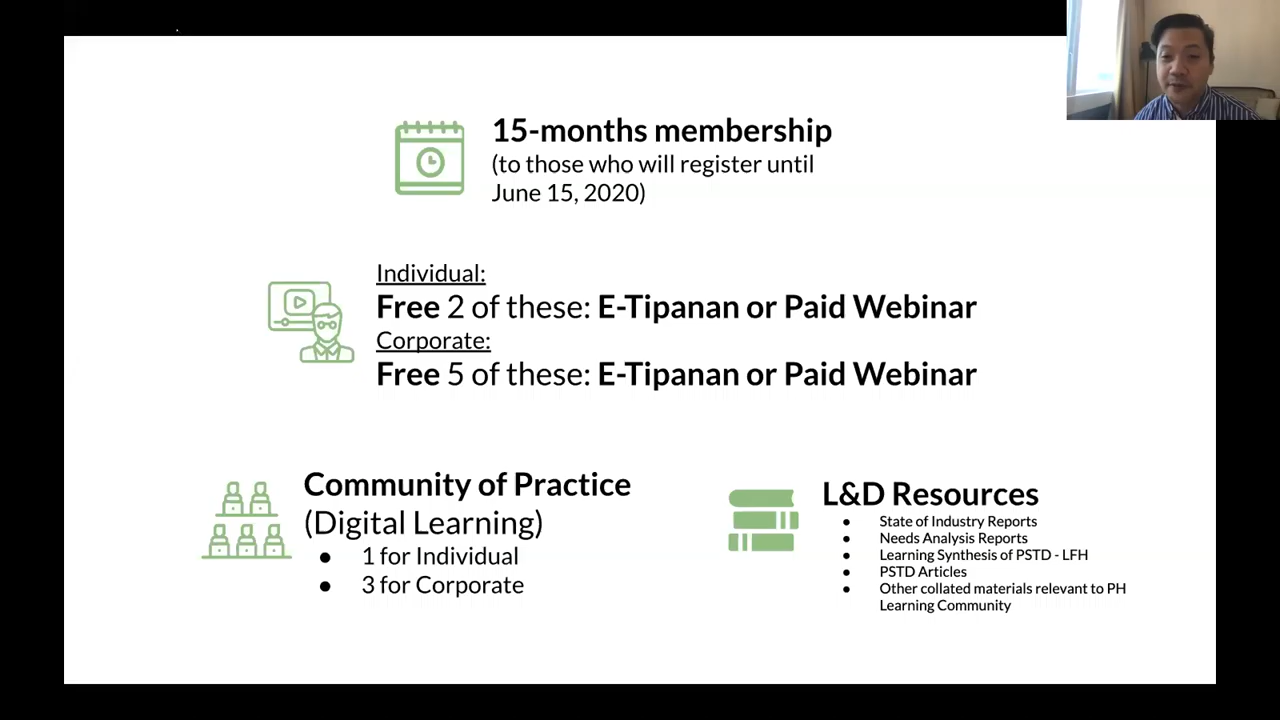 15-months membership
(to those who will register until
June 15, 2020)
Individual:
Free 2 of these: E-Tipanan or Paid Webinar
Corporate:
Free 5 of these: E-Tipanan or Paid Webinar
Community of Practice
(Digital Learning)
● 1 for Individual
● 3 for Corporate
L&D Resources
● State of Industry Reports
● Needs Analysis Reports
● Learning Synthesis of PSTD - LFH
● PSTD Articles
● Other collated materials relevant to PH
Learning Community